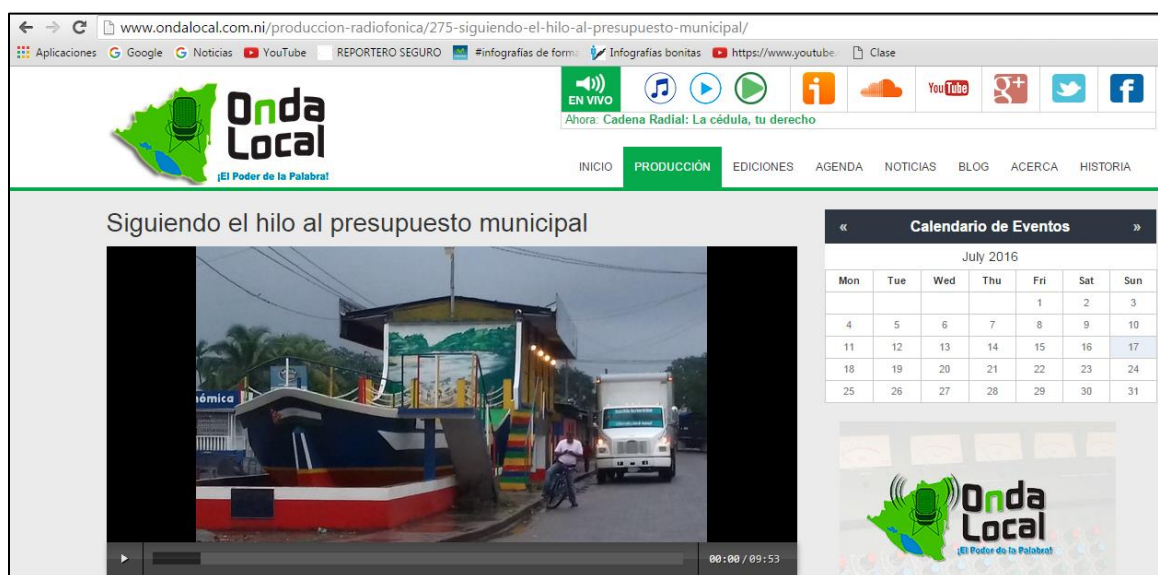 www.ondalocal.com.ni/produccion-radiofonica/275-siguiendo-el-hilo-al-presupuesto-municipal/
Aplicaciones Google Noticias YouTube REPORTERO SEGURO #infografías de forma Infografías bonitas https://www.youtube. Clase
Onda
Local
¡El Poder de la Palabra!
EN VIVO
You Tube
g+
Ahora: Cadena Radial: La cédula, tu derecho
INICIO PRODUCCIÓN EDICIONES AGENDA NOTICIAS BLOG ACERCA HISTORIA
Siguiendo el hilo al presupuesto municipal
ómica
00:00/09:53
« Calendario de Eventos »
July 2016
Mon Tue Wed Thu Fri Sat Sun
1 2 3
4 5 6 7 8 9 10
11 12 13 14 15 16 17
18 19 20 21 22 23 24
25 26 27 28 29 30 31
Onda
Local
¡El Poder de la Palabra!